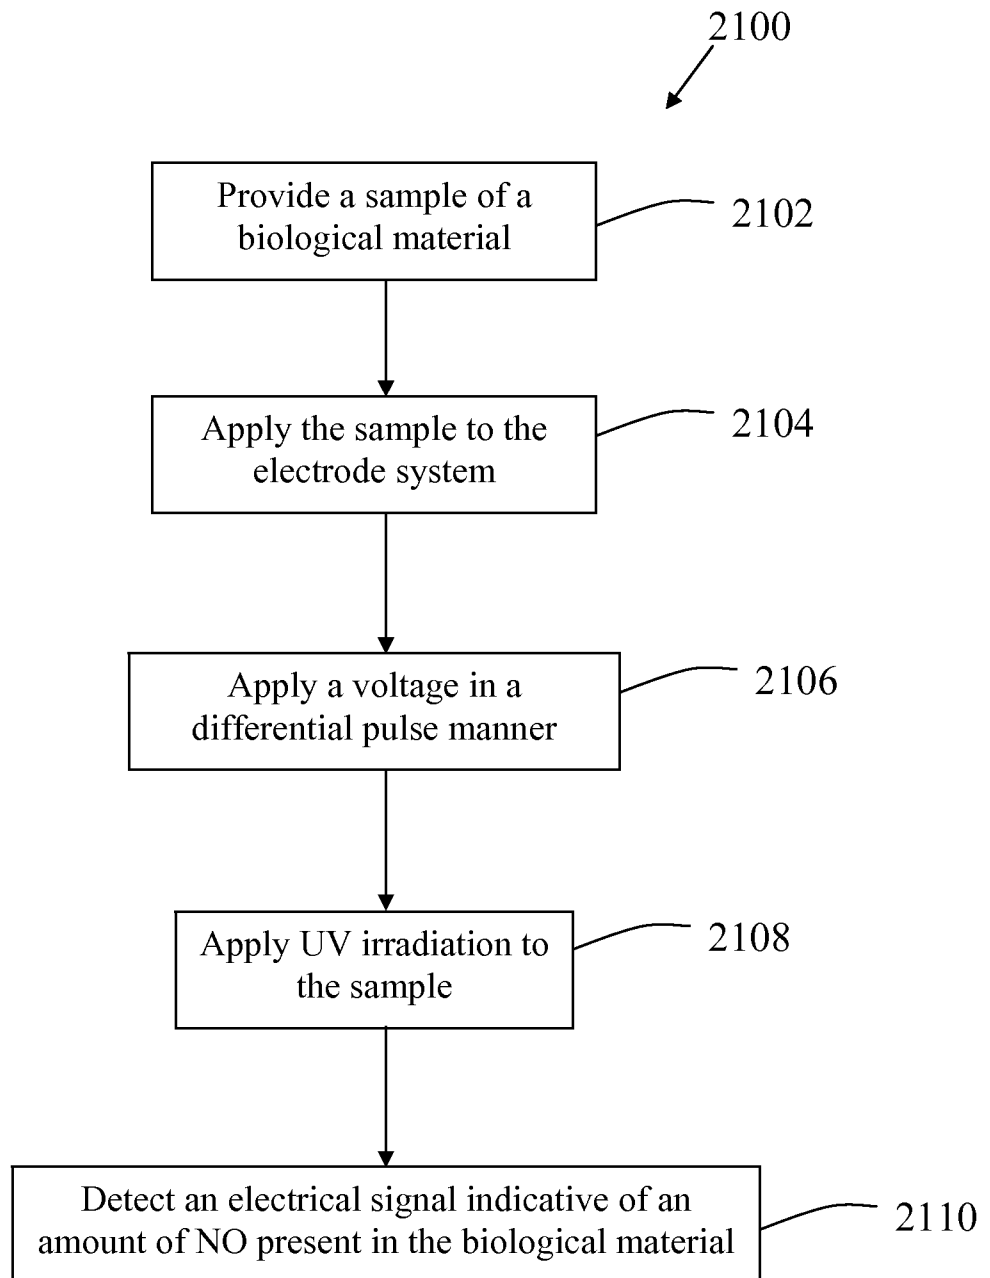 2100
Provide a sample of a
biological material
2102
Apply the sample to the
electrode system
2104
Apply a voltage in a
differential pulse manner
2106
Apply UV irradiation to
the sample
2108
Detect an electrical signal indicative of an
amount of NO present in the biological material
2110